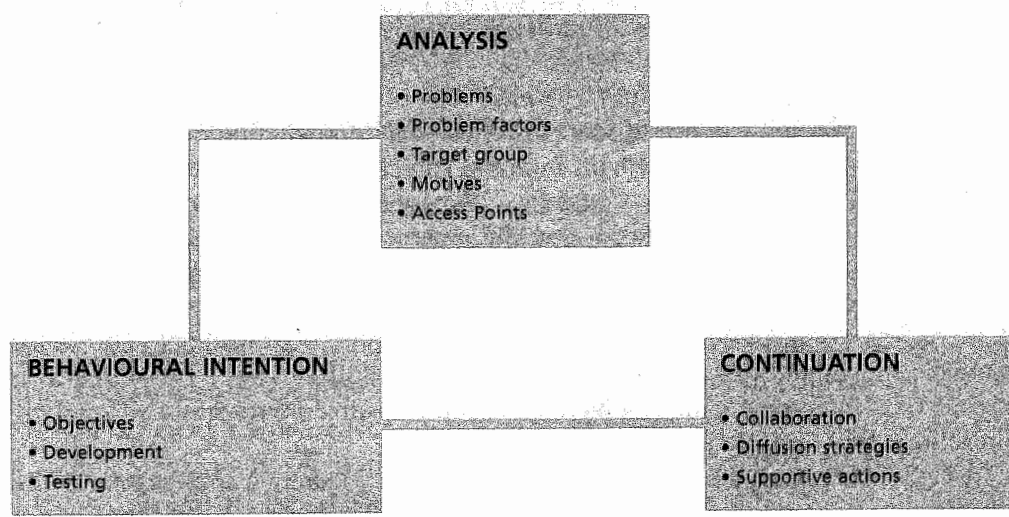 ANALYSIS
• Problems
• Problem factors
• Target group
• Motives
• Access Points
BEHAVIOURAL INTENTION
• Objectives
• Development
• Testing
CONTINUATION
• Collaboration
• Diffusion strategies
• Supportive actions